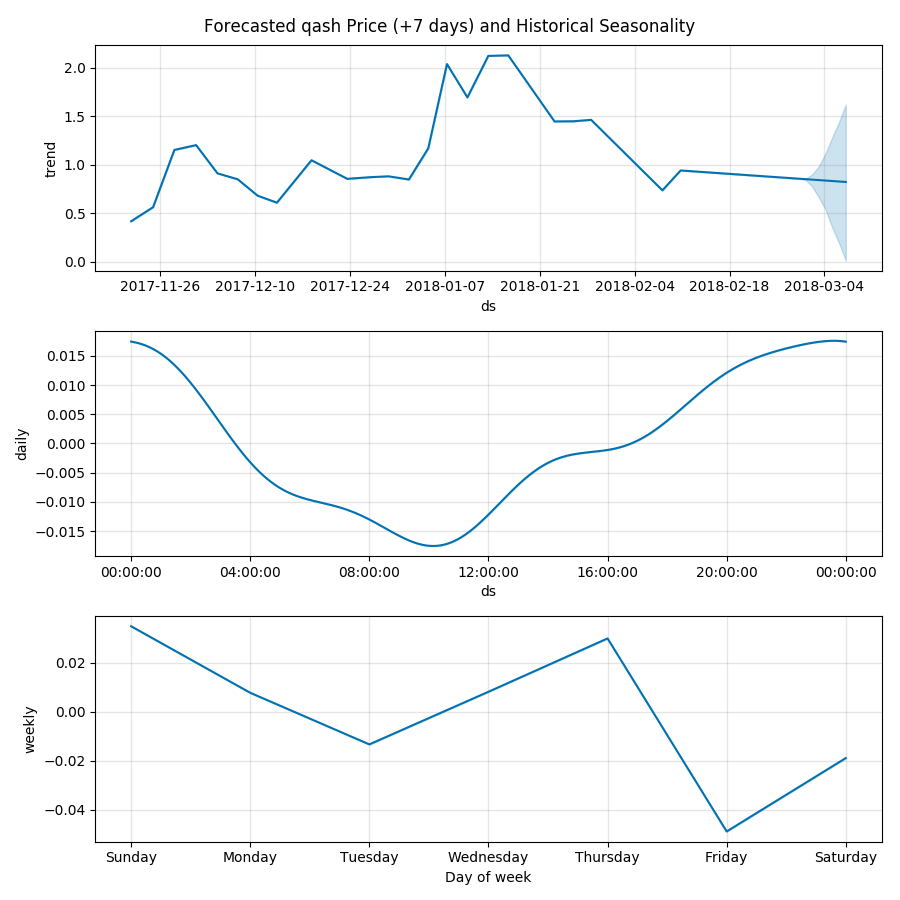 Forecasted qash Price (+7 days) and Historical Seasonality
trend
2.0
1.5
1.0
0.5
0.0
2017-11-26 2017-12-10 2017-12-24 2018-01-07 2018-01-21 2018-02-04 2018-02-18 2018-03-04
ds
daily
0.015
0.010
0.005
0.000
−0.005
−0.010
−0.015
00:00:00 04:00:00 08:00:00 12:00:00 16:00:00 20:00:00 00:00:00
ds
weekly
0.02
0.00
−0.02
−0.04
Sunday Monday Tuesday Wednesday Thursday Friday Saturday
Day of week